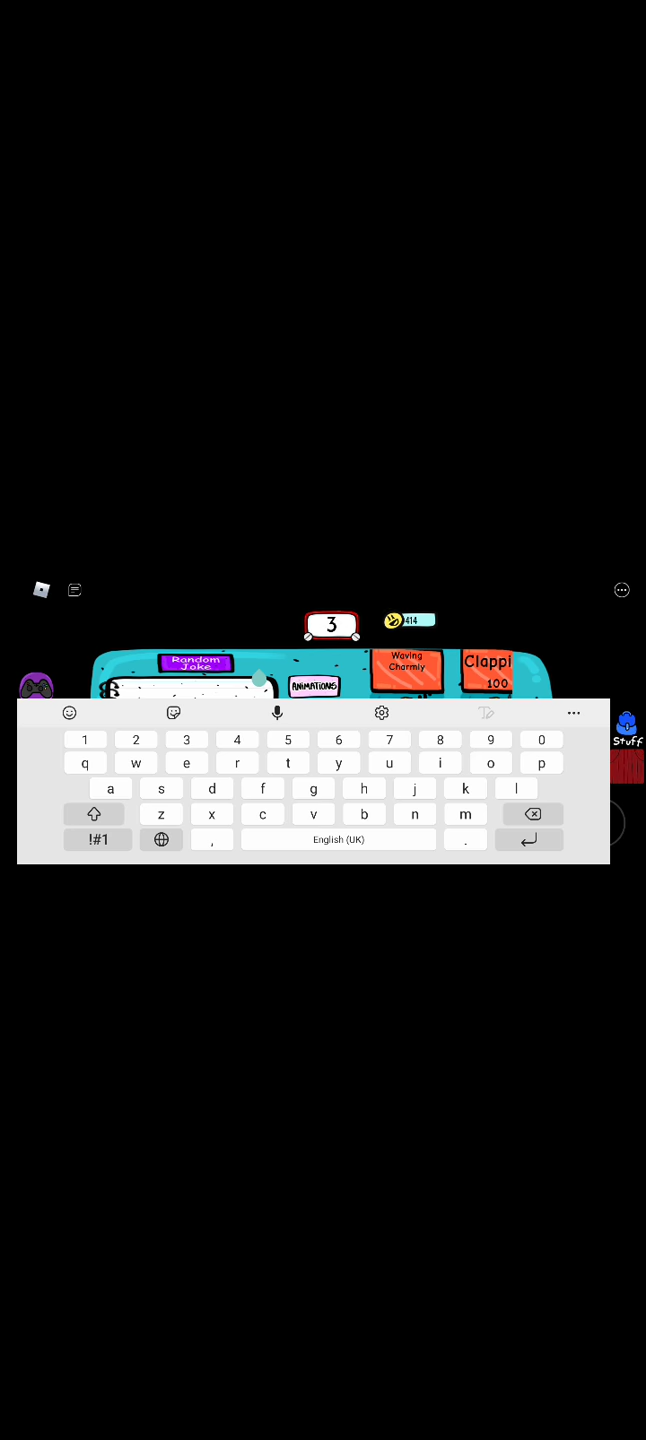 3
414
Random
Joke
ANIMATIONS
Waving
Charmly
Clappi
100
Stuff
1 2 3 4 5 6 7 8 9 0
q w e r t y u i o p
a s d f g h j k l
z x c v b n m
!#1 , English (UK) .